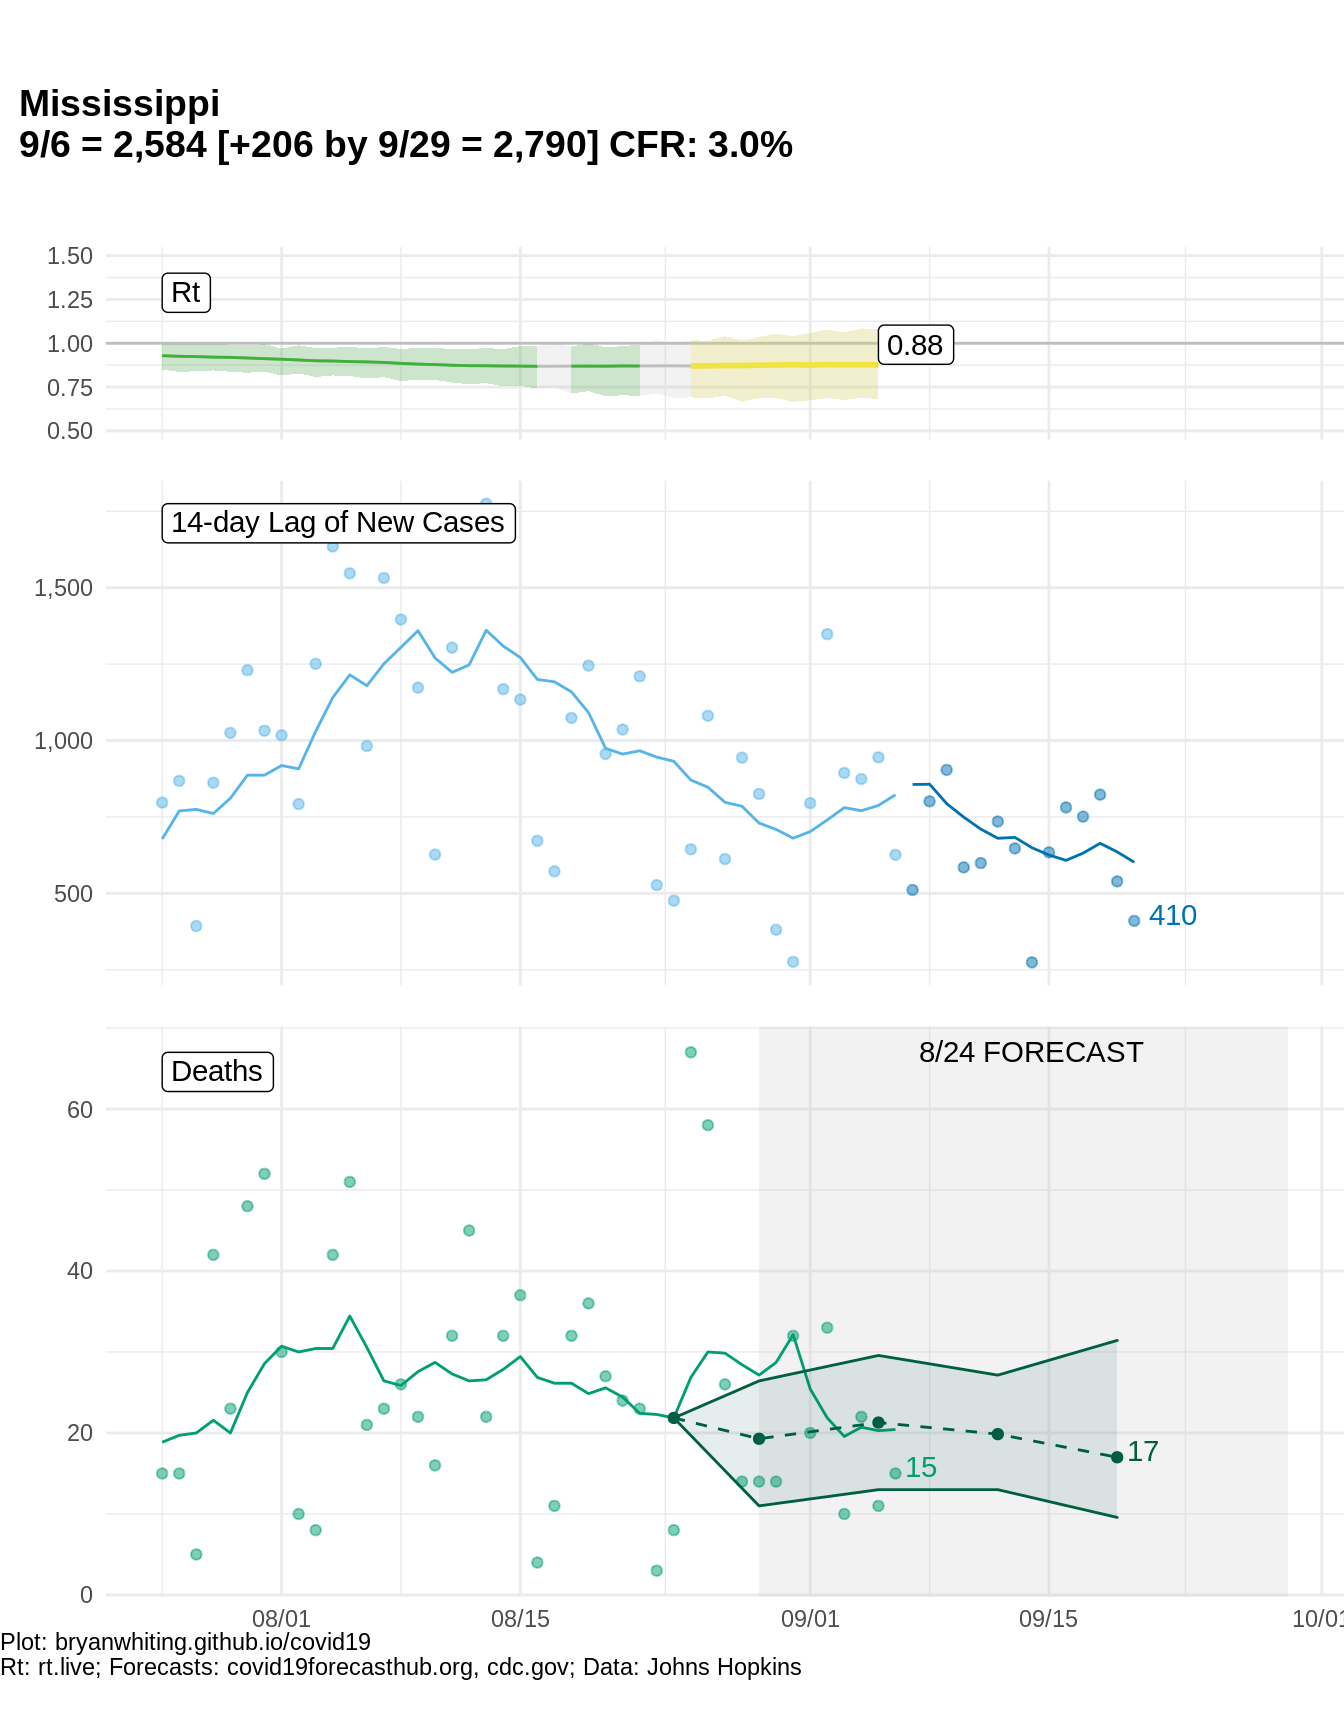 Mississippi
9/6 = 2,584 [+206 by 9/29 = 2,790] CFR: 3.0%
1.50
1.25
1.00
0.75
0.50
Rt
0.88
14-day Lag of New Cases
1,500
1,000
500
410
Deaths
8/24 FORECAST
60
40
20
0
15
17
08/01
08/15
09/01
09/15
10/01
Plot: bryanwhiting.github.io/covid19
Rt: rt.live; Forecasts: covid19forecasthub.org, cdc.gov; Data: Johns Hopkins